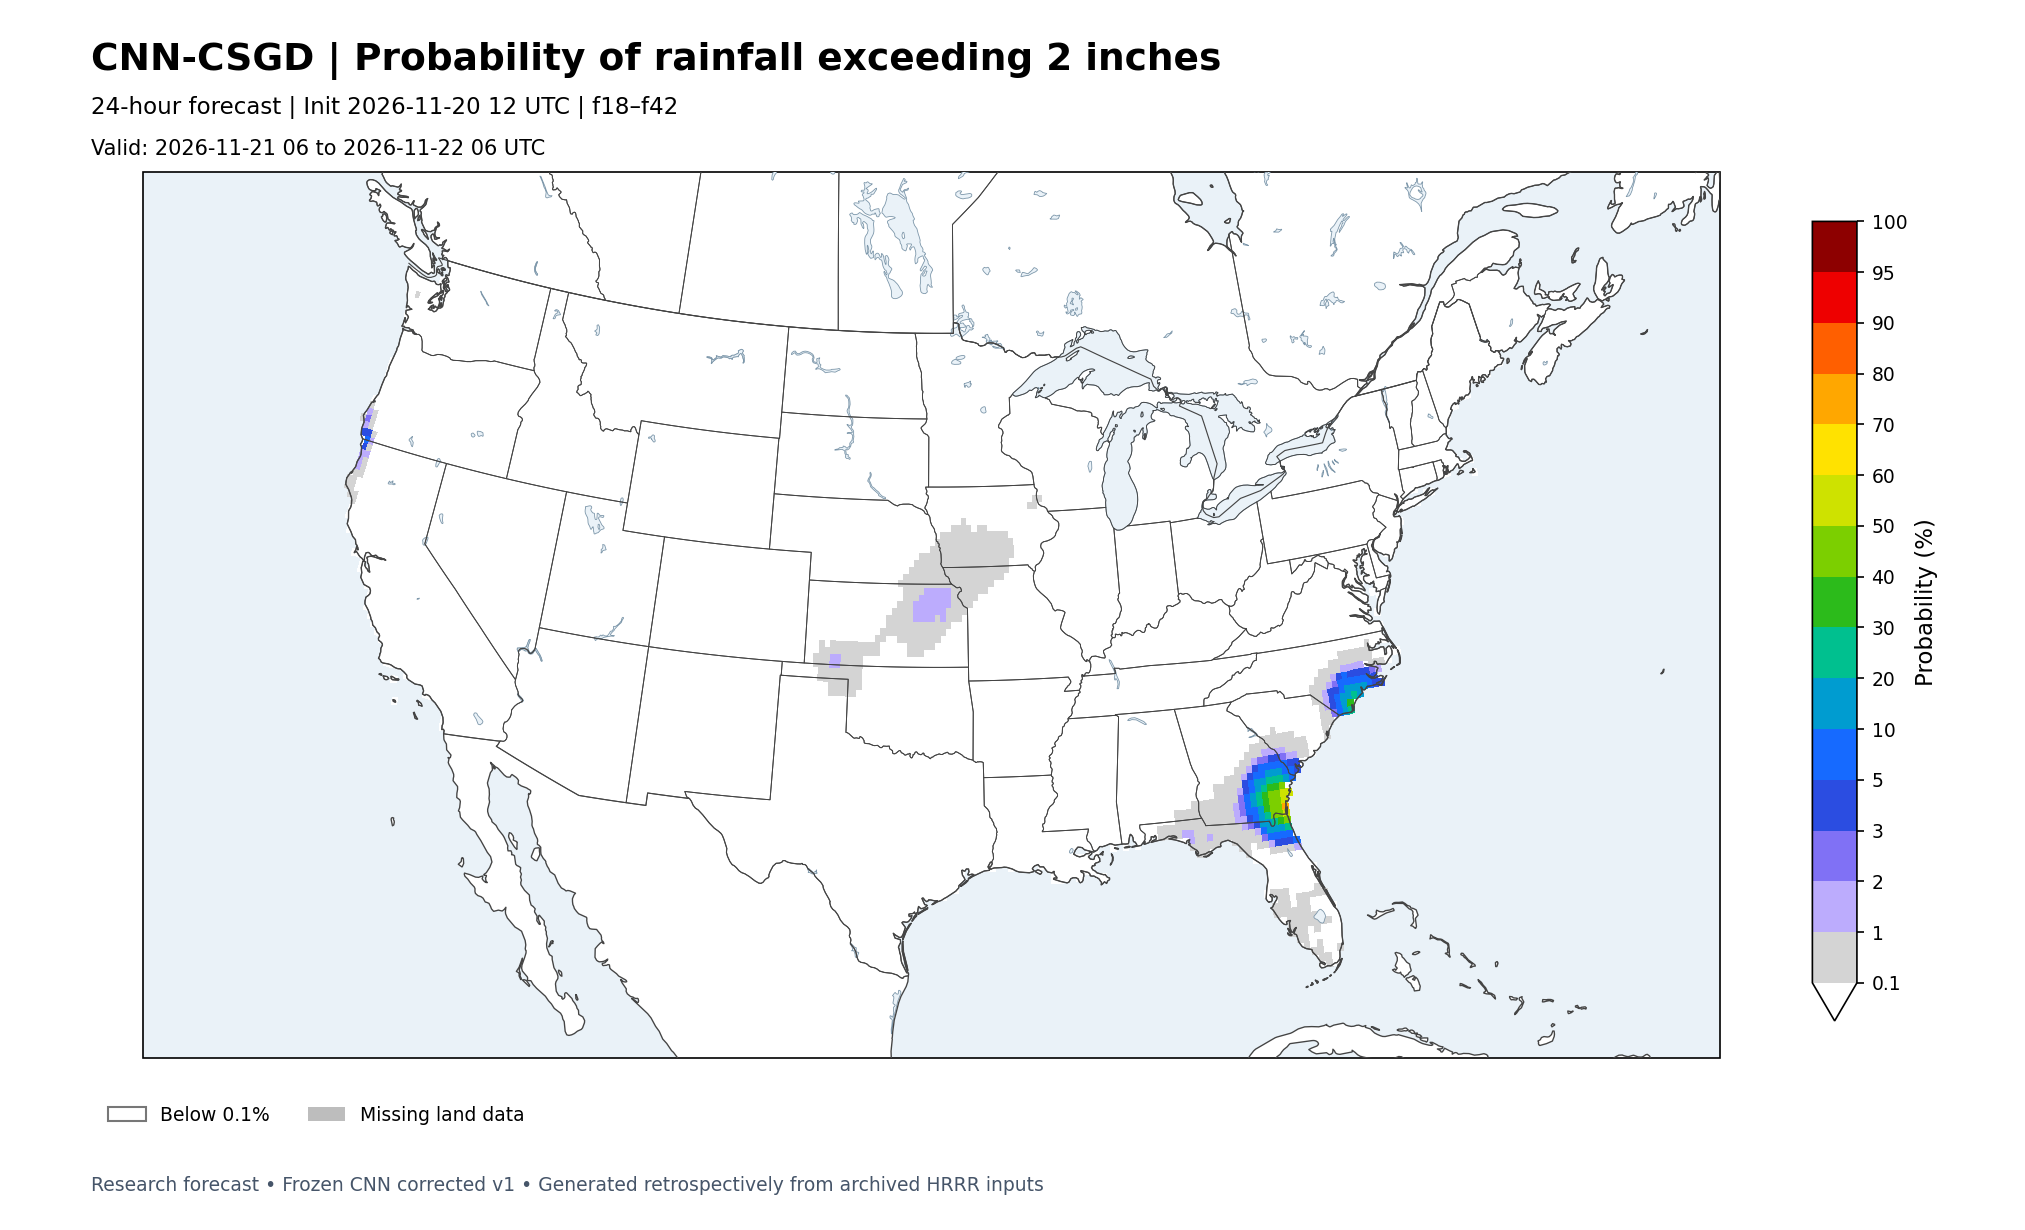 CNN-CSGD | Probability of rainfall exceeding 2 inches
24-hour forecast | Init 2026-11-20 12 UTC | f18–f42
Valid: 2026-11-21 06 to 2026-11-22 06 UTC
100
95
90
80
70
60
50
40
30
20
10
5
3
2
1
0.1
Probability (%)
Below 0.1%
Missing land data
Research forecast • Frozen CNN corrected v1 • Generated retrospectively from archived HRRR inputs